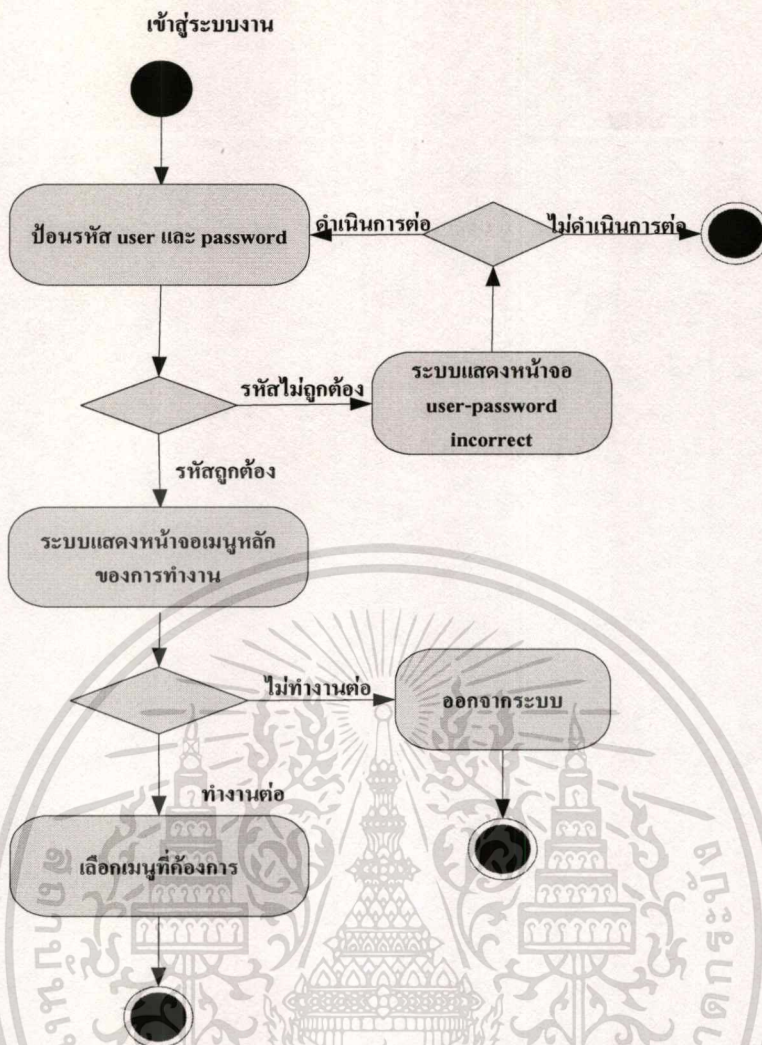 เข้าสู่ระบบงาน
ป้อนรหัส user และ password
ดำเนินการต่อ
ไม่ดำเนินการต่อ
รหัสไม่ถูกต้อง
ระบบแสดงหน้าจอ
user-password
incorrect
รหัสถูกต้อง
ระบบแสดงหน้าจอเมนูหลัก
ของการทำงาน
ไม่ทำงานต่อ
ออกจากระบบ
ทำงานต่อ
เลือกเมนูที่ต้องการ